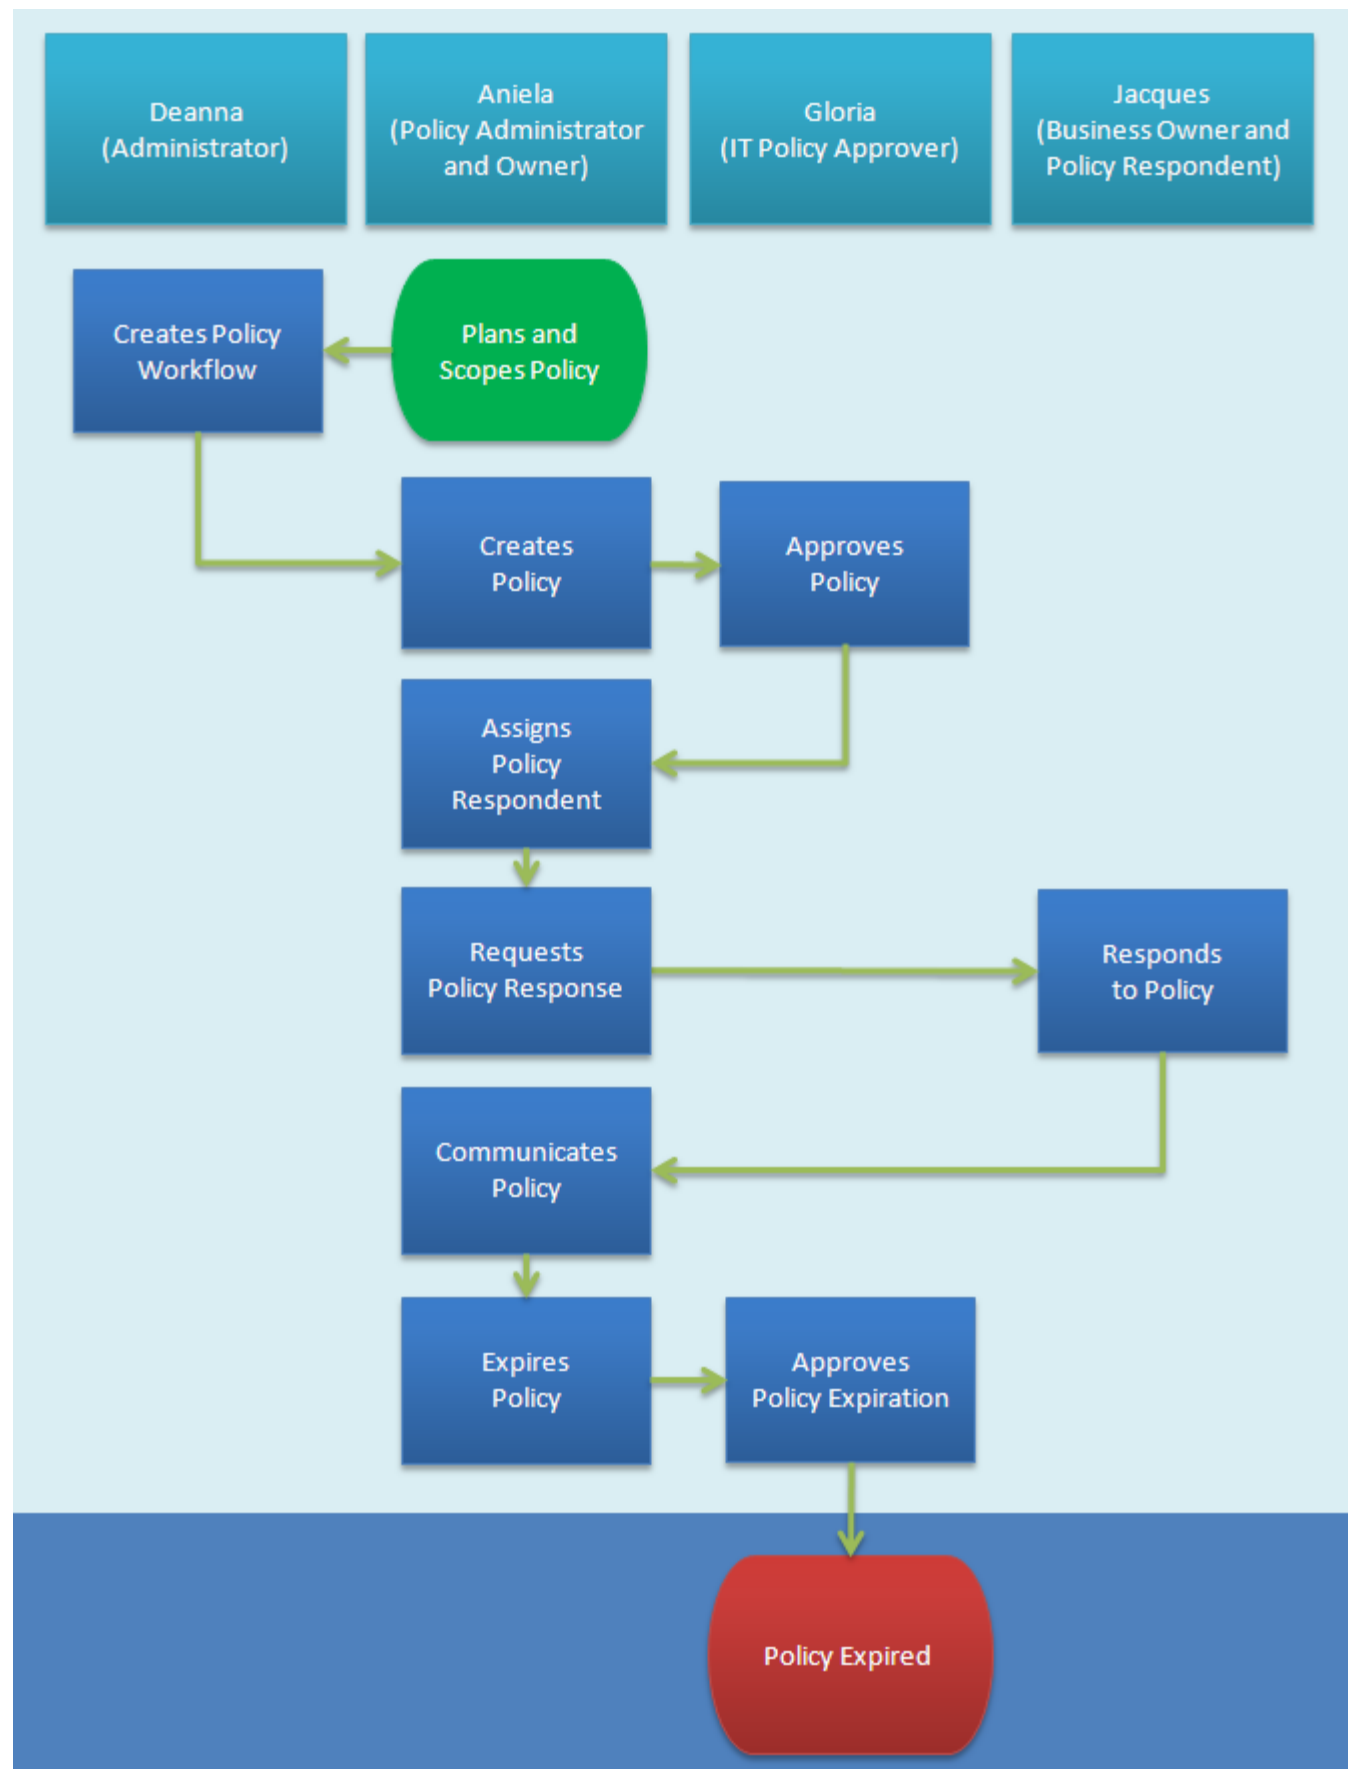 Deanna
(Administrator)
Aniela
(Policy Administrator
and Owner)
Gloria
(IT Policy Approver)
Jacques
(Business Owner and
Policy Respondent)
Creates Policy
Workflow
Plans and
Scopes Policy
Creates
Policy
Approves
Policy
Assigns
Policy
Respondent
Requests
Policy Response
Responds
to Policy
Communicates
Policy
Expires
Policy
Approves
Policy Expiration
Policy Expired